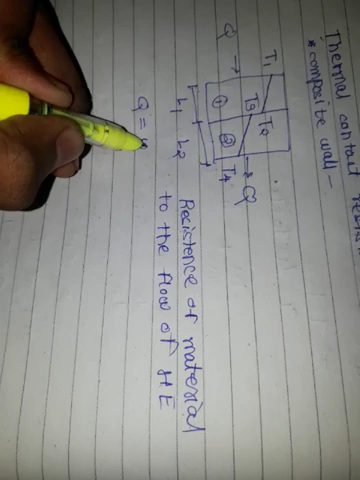 Thermal contact
* composite wall -
Q T1
① T3 T2
② T4 Q
L1 L2
Resistence of material
to the flow of HE
Q =